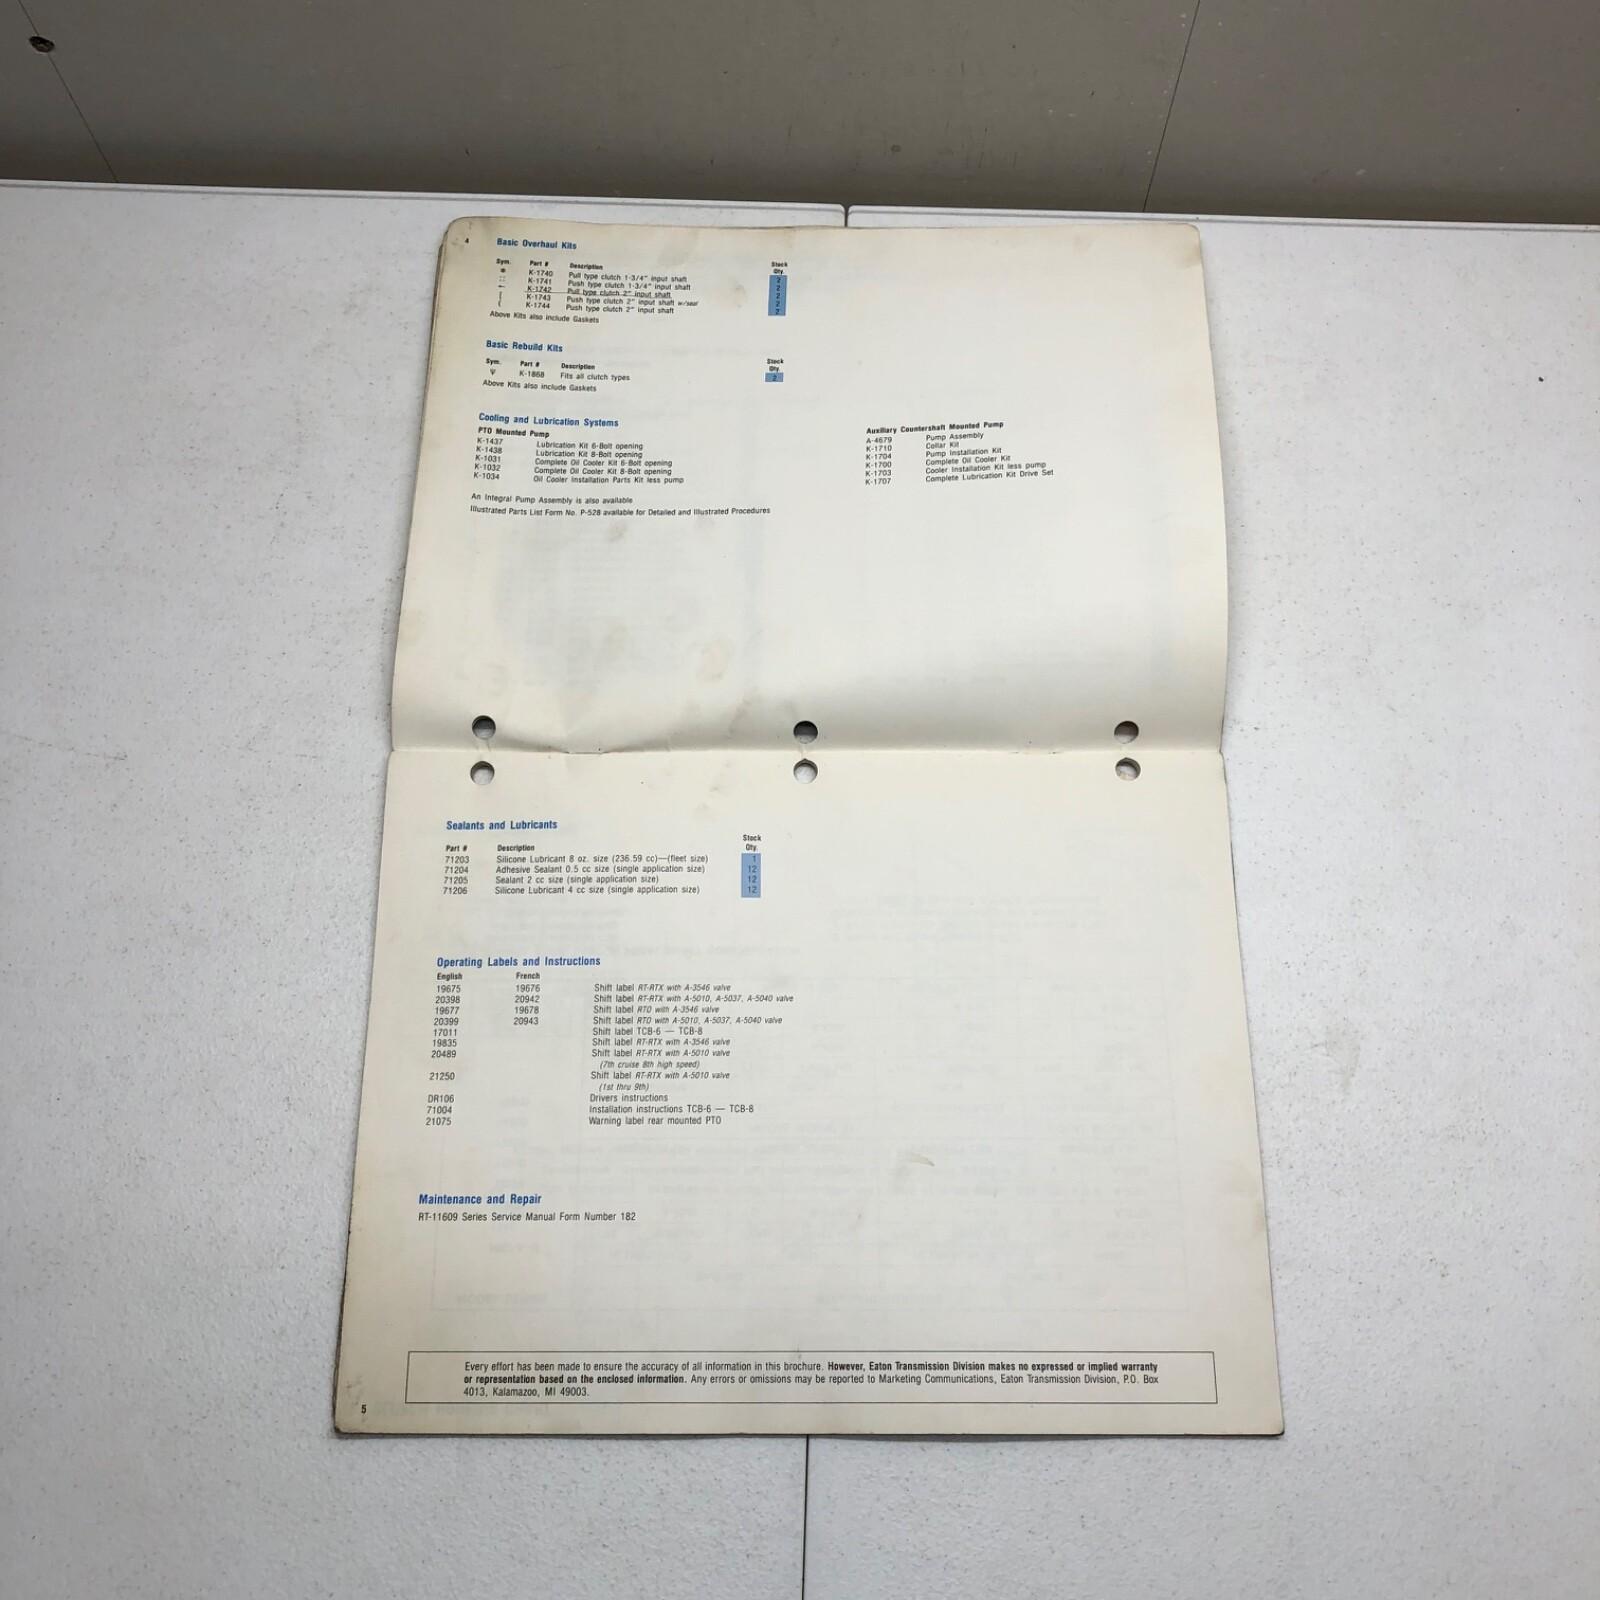 4
Basic Overhaul Kits
Sym. Part # Description Stock Qty.
K-1740 Pull type clutch 1-3/4" input shaft 2
K-1741 Push type clutch 1-3/4" input shaft 2
K-1742 Pull type clutch 2" input shaft 2
K-1743 Push type clutch 2" input shaft w/seal 2
K-1744 Push type clutch 2" input shaft 2
Above Kits also include Gaskets
Basic Rebuild Kits
Sym. Part # Description Stock Qty.
Ψ K-1868 Fits all clutch types 2
Above Kits also include Gaskets
Cooling and Lubrication Systems
PTO Mounted Pump
K-1437 Lubrication Kit 6-Bolt opening
K-1438 Lubrication Kit 8-Bolt opening
K-1031 Complete Oil Cooler Kit 6-Bolt opening
K-1032 Complete Oil Cooler Kit 8-Bolt opening
K-1034 Oil Cooler Installation Parts Kit less pump
An Integral Pump Assembly is also available
Illustrated Parts List Form No. P-528 available for Detailed and Illustrated Procedures
Auxiliary Countershaft Mounted Pump
A-4679 Pump Assembly
K-1710 Collar Kit
K-1704 Pump Installation Kit
K-1700 Complete Oil Cooler Kit
K-1703 Cooler Installation Kit less pump
K-1707 Complete Lubrication Kit Drive Set
Sealants and Lubricants
Part # Description Stock Qty.
71203 Silicone Lubricant 8 oz. size (236.59 cc)—(fleet size) 1
71204 Adhesive Sealant 0.5 cc size (single application size) 12
71205 Sealant 2 cc size (single application size) 12
71206 Silicone Lubricant 4 cc size (single application size) 12
Operating Labels and Instructions
English French
19675 19676 Shift label RT-RTX with A-3546 valve
20398 20942 Shift label RT-RTX with A-5010, A-5037, A-5040 valve
19677 19678 Shift label RTO with A-3546 valve
20399 20943 Shift label RTO with A-5010, A-5037, A-5040 valve
17011 Shift label TCB-6 — TCB-8
19835 Shift label RT-RTX with A-3546 valve
20489 Shift label RT-RTX with A-5010 valve
(7th cruise 8th high speed)
21250 Shift label RT-RTX with A-5010 valve
(1st thru 9th)
DR106 Drivers instructions
71004 Installation instructions TCB-6 — TCB-8
21075 Warning label rear mounted PTO
Maintenance and Repair
RT-11609 Series Service Manual Form Number 182
Every effort has been made to ensure the accuracy of all information in this brochure. However, Eaton Transmission Division makes no expressed or implied warranty
or representation based on the enclosed information. Any errors or omissions may be reported to Marketing Communications, Eaton Transmission Division, P.O. Box
4013, Kalamazoo, MI 49003.
5